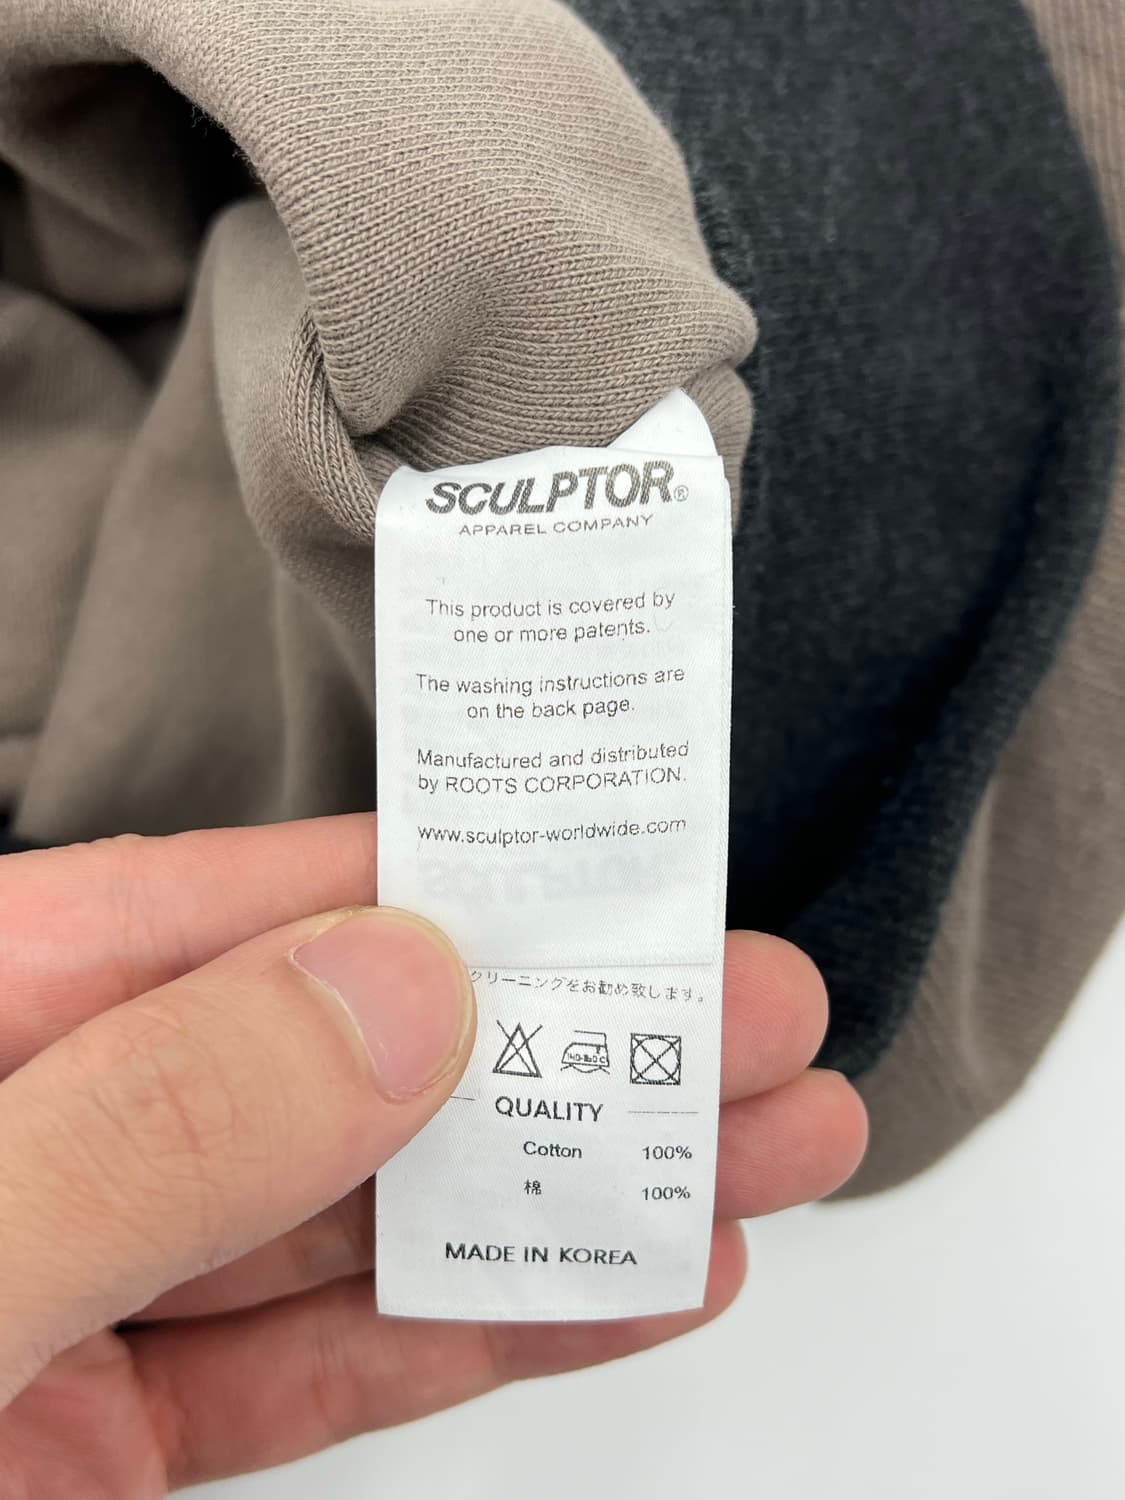 SCULPTOR®
APPAREL COMPANY
This product is covered by
one or more patents.
The washing instructions are
on the back page.
Manufactured and distributed
by ROOTS CORPORATION.
www.sculptor-worldwide.com
クリーニングをお勧め致します。
140-160℃
QUALITY
Cotton 100%
棉 100%
MADE IN KOREA